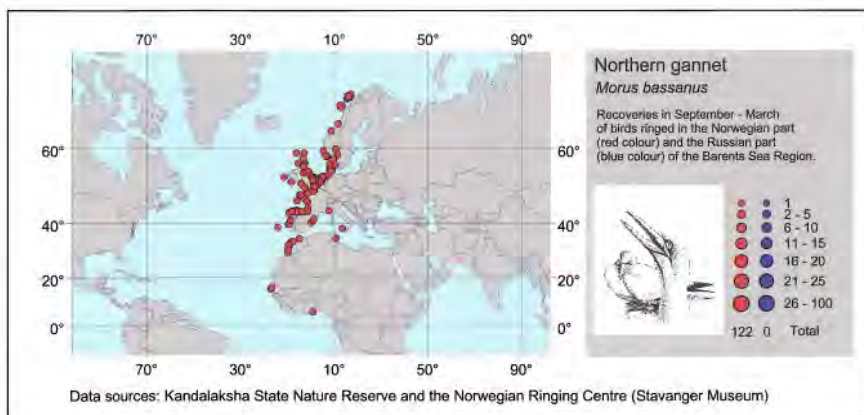 70° 30° 10° 50° 90°
60° 60°
40° 40°
20° 20°
0° 0°
70° 30° 10° 50° 90°
Northern gannet
Morus bassanus
Recoveries in September - March
of birds ringed in the Norwegian part
(red colour) and the Russian part
(blue colour) of the Barents Sea Region.
1
2 - 5
6 - 10
11 - 15
16 - 20
21 - 25
26 - 100
122 0 Total
Data sources: Kandalaksha State Nature Reserve and the Norwegian Ringing Centre (Stavanger Museum)